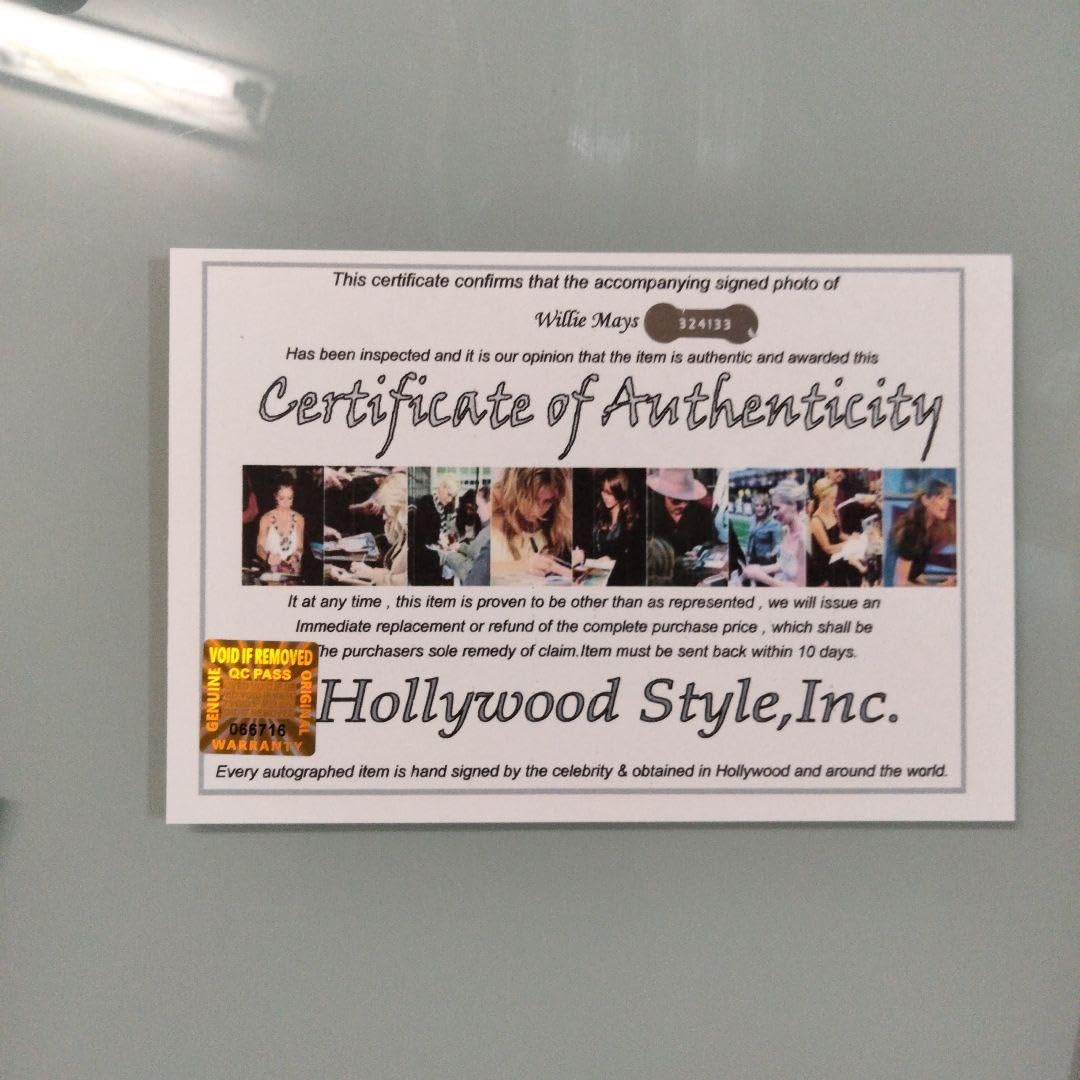 This certificate confirms that the accompanying signed photo of
Willie Mays 324133
Has been inspected and it is our opinion that the item is authentic and awarded this
Certificate of Authenticity
It at any time , this item is proven to be other than as represented , we will issue an
Immediate replacement or refund of the complete purchase price , which shall be
he purchasers sole remedy of claim.Item must be sent back within 10 days.
VOID IF REMOVED
QC PASS
GENUINE
ORIGINAL
066716
WARRANTY
Hollywood Style,Inc.
Every autographed item is hand signed by the celebrity & obtained in Hollywood and around the world.